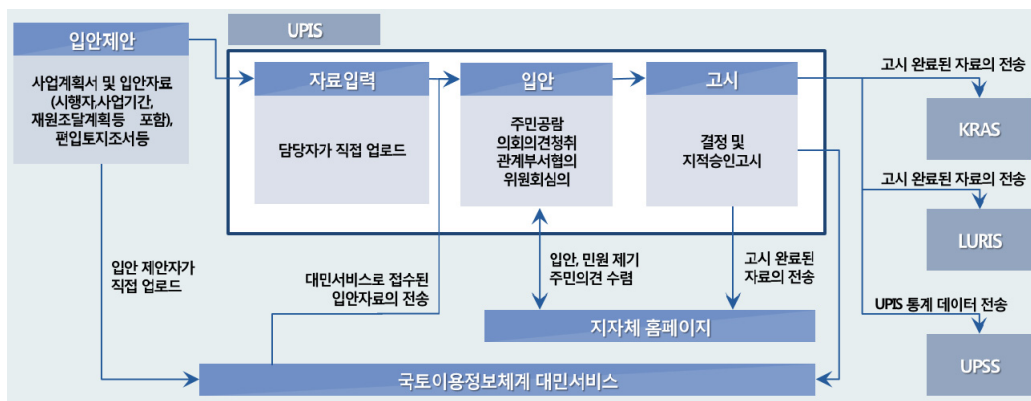 UPIS
입안제안
사업계획서 및 입안자료
(시행자,사업기간,
재원조달계획등 포함),
편입토지조서등
자료입력
담당자가 직접 업로드
입안
주민공람
의회의견청취
관계부서협의
위원회심의
고시
결정 및
지적승인고시
고시 완료된 자료의 전송
KRAS
고시 완료된 자료의 전송
LURIS
UPIS 통계 데이터 전송
UPSS
입안 제안자가
직접 업로드
대민서비스로 접수된
입안자료의 전송
입안, 민원 제기
주민의견 수렴
고시 완료된
자료의 전송
지자체 홈페이지
국토이용정보체계 대민서비스